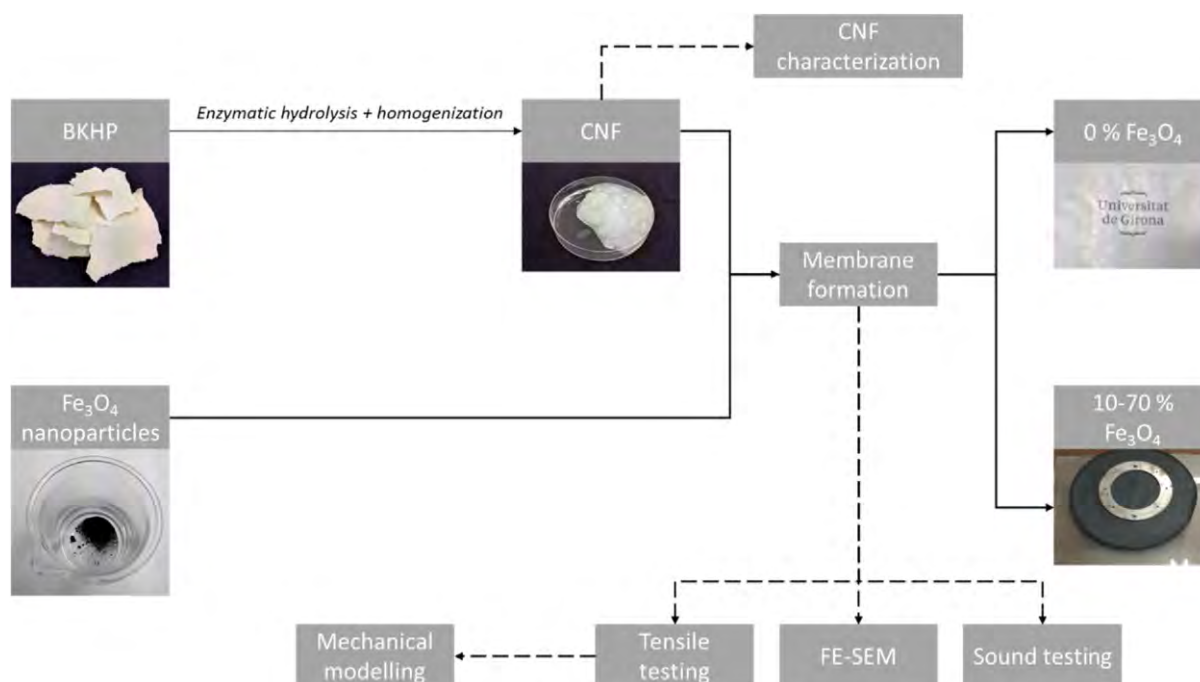 CNF
characterization
BKHP
Enzymatic hydrolysis + homogenization
CNF
0 % Fe₃O₄
Universitat
de Girona
Membrane
formation
Fe₃O₄
nanoparticles
10-70 %
Fe₃O₄
Mechanical
modelling
Tensile
testing
FE-SEM
Sound testing